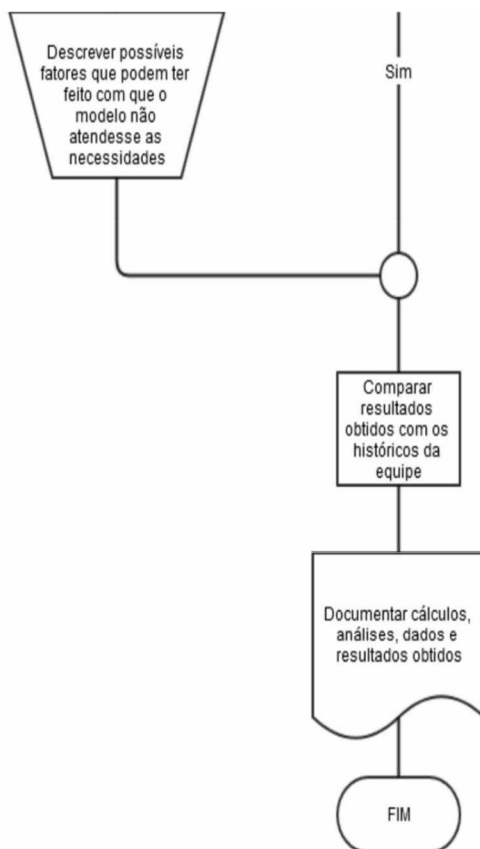 Descrever possíveis
fatores que podem ter
feito com que o
modelo não
atendesse as
necessidades
Sim
Comparar
resultados
obtidos com os
históricos da
equipe
Documentar cálculos,
análises, dados e
resultados obtidos
FIM